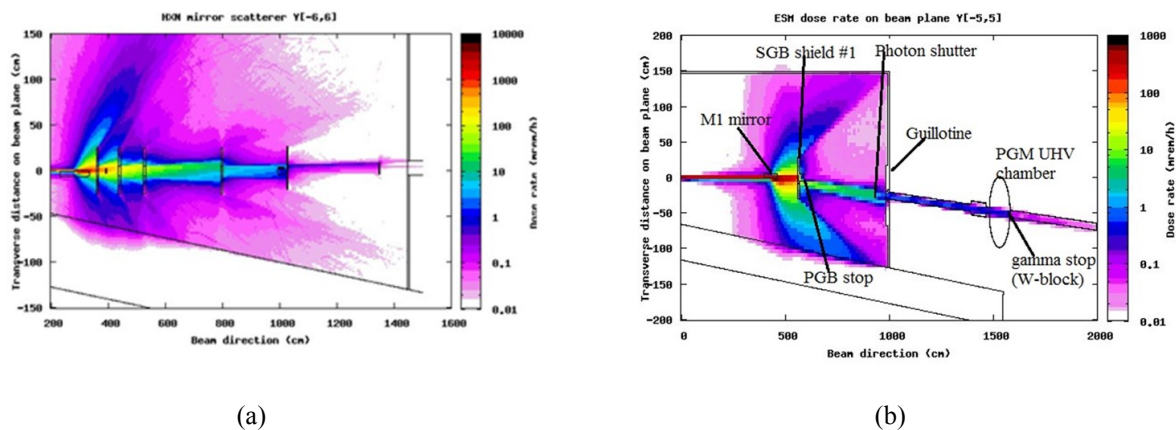 HXN mirror scatterer Y[-6,6]
Transverse distance on beam plane (cm)
150
100
50
0
-50
-100
-150
200 400 600 800 1000 1200 1400 1600
Beam direction (cm)
10000
1000
100
10
1
0.1
0.01
Dose rate (mrem/h)
(a)
ESM dose rate on beam plane Y[-5,5]
Transverse distance on beam plane (cm)
200
150
100
50
0
-50
-100
-150
-200
0 500 1000 1500 2000
Beam direction (cm)
SGB shield #1
Photon shutter
M1 mirror
Guillotine
PGM UHV
chamber
PGB stop
gamma stop
(W-block)
1000
100
10
1
0.1
0.01
Dose rate (mrem/h)
(b)